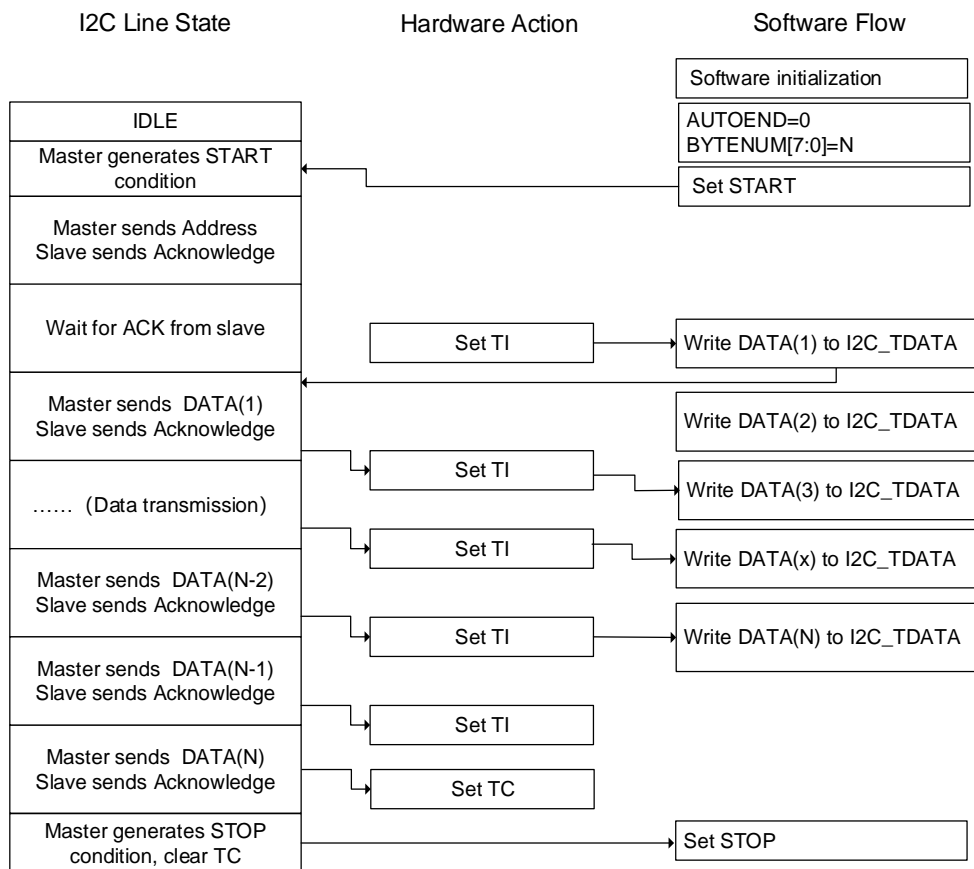 I2C Line State
Hardware Action
Software Flow
Software initialization
IDLE
AUTOEND=0
BYTENUM[7:0]=N
Master generates START
condition
Set START
Master sends Address
Slave sends Acknowledge
Wait for ACK from slave
Set TI
Write DATA(1) to I2C_TDATA
Master sends DATA(1)
Slave sends Acknowledge
Write DATA(2) to I2C_TDATA
Set TI
Write DATA(3) to I2C_TDATA
...... (Data transmission)
Set TI
Write DATA(x) to I2C_TDATA
Master sends DATA(N-2)
Slave sends Acknowledge
Set TI
Write DATA(N) to I2C_TDATA
Master sends DATA(N-1)
Slave sends Acknowledge
Set TI
Master sends DATA(N)
Slave sends Acknowledge
Set TC
Master generates STOP
condition, clear TC
Set STOP